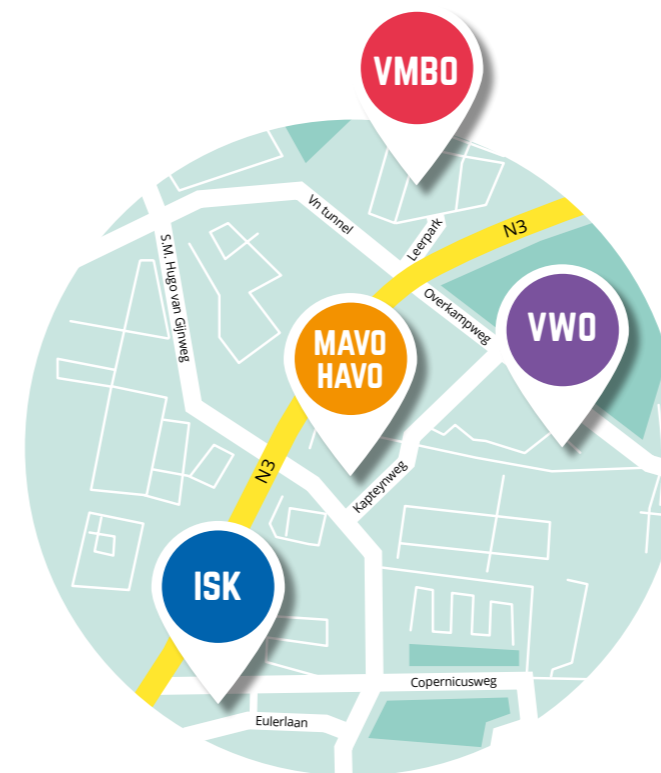 VMBO
Vn tunnel
Leerpark
N3
S.M. Hugo van Gijnweg
Overkampweg
VWO
MAVO
HAVO
N3
Kapteynweg
ISK
Copernicusweg
Eulerlaan